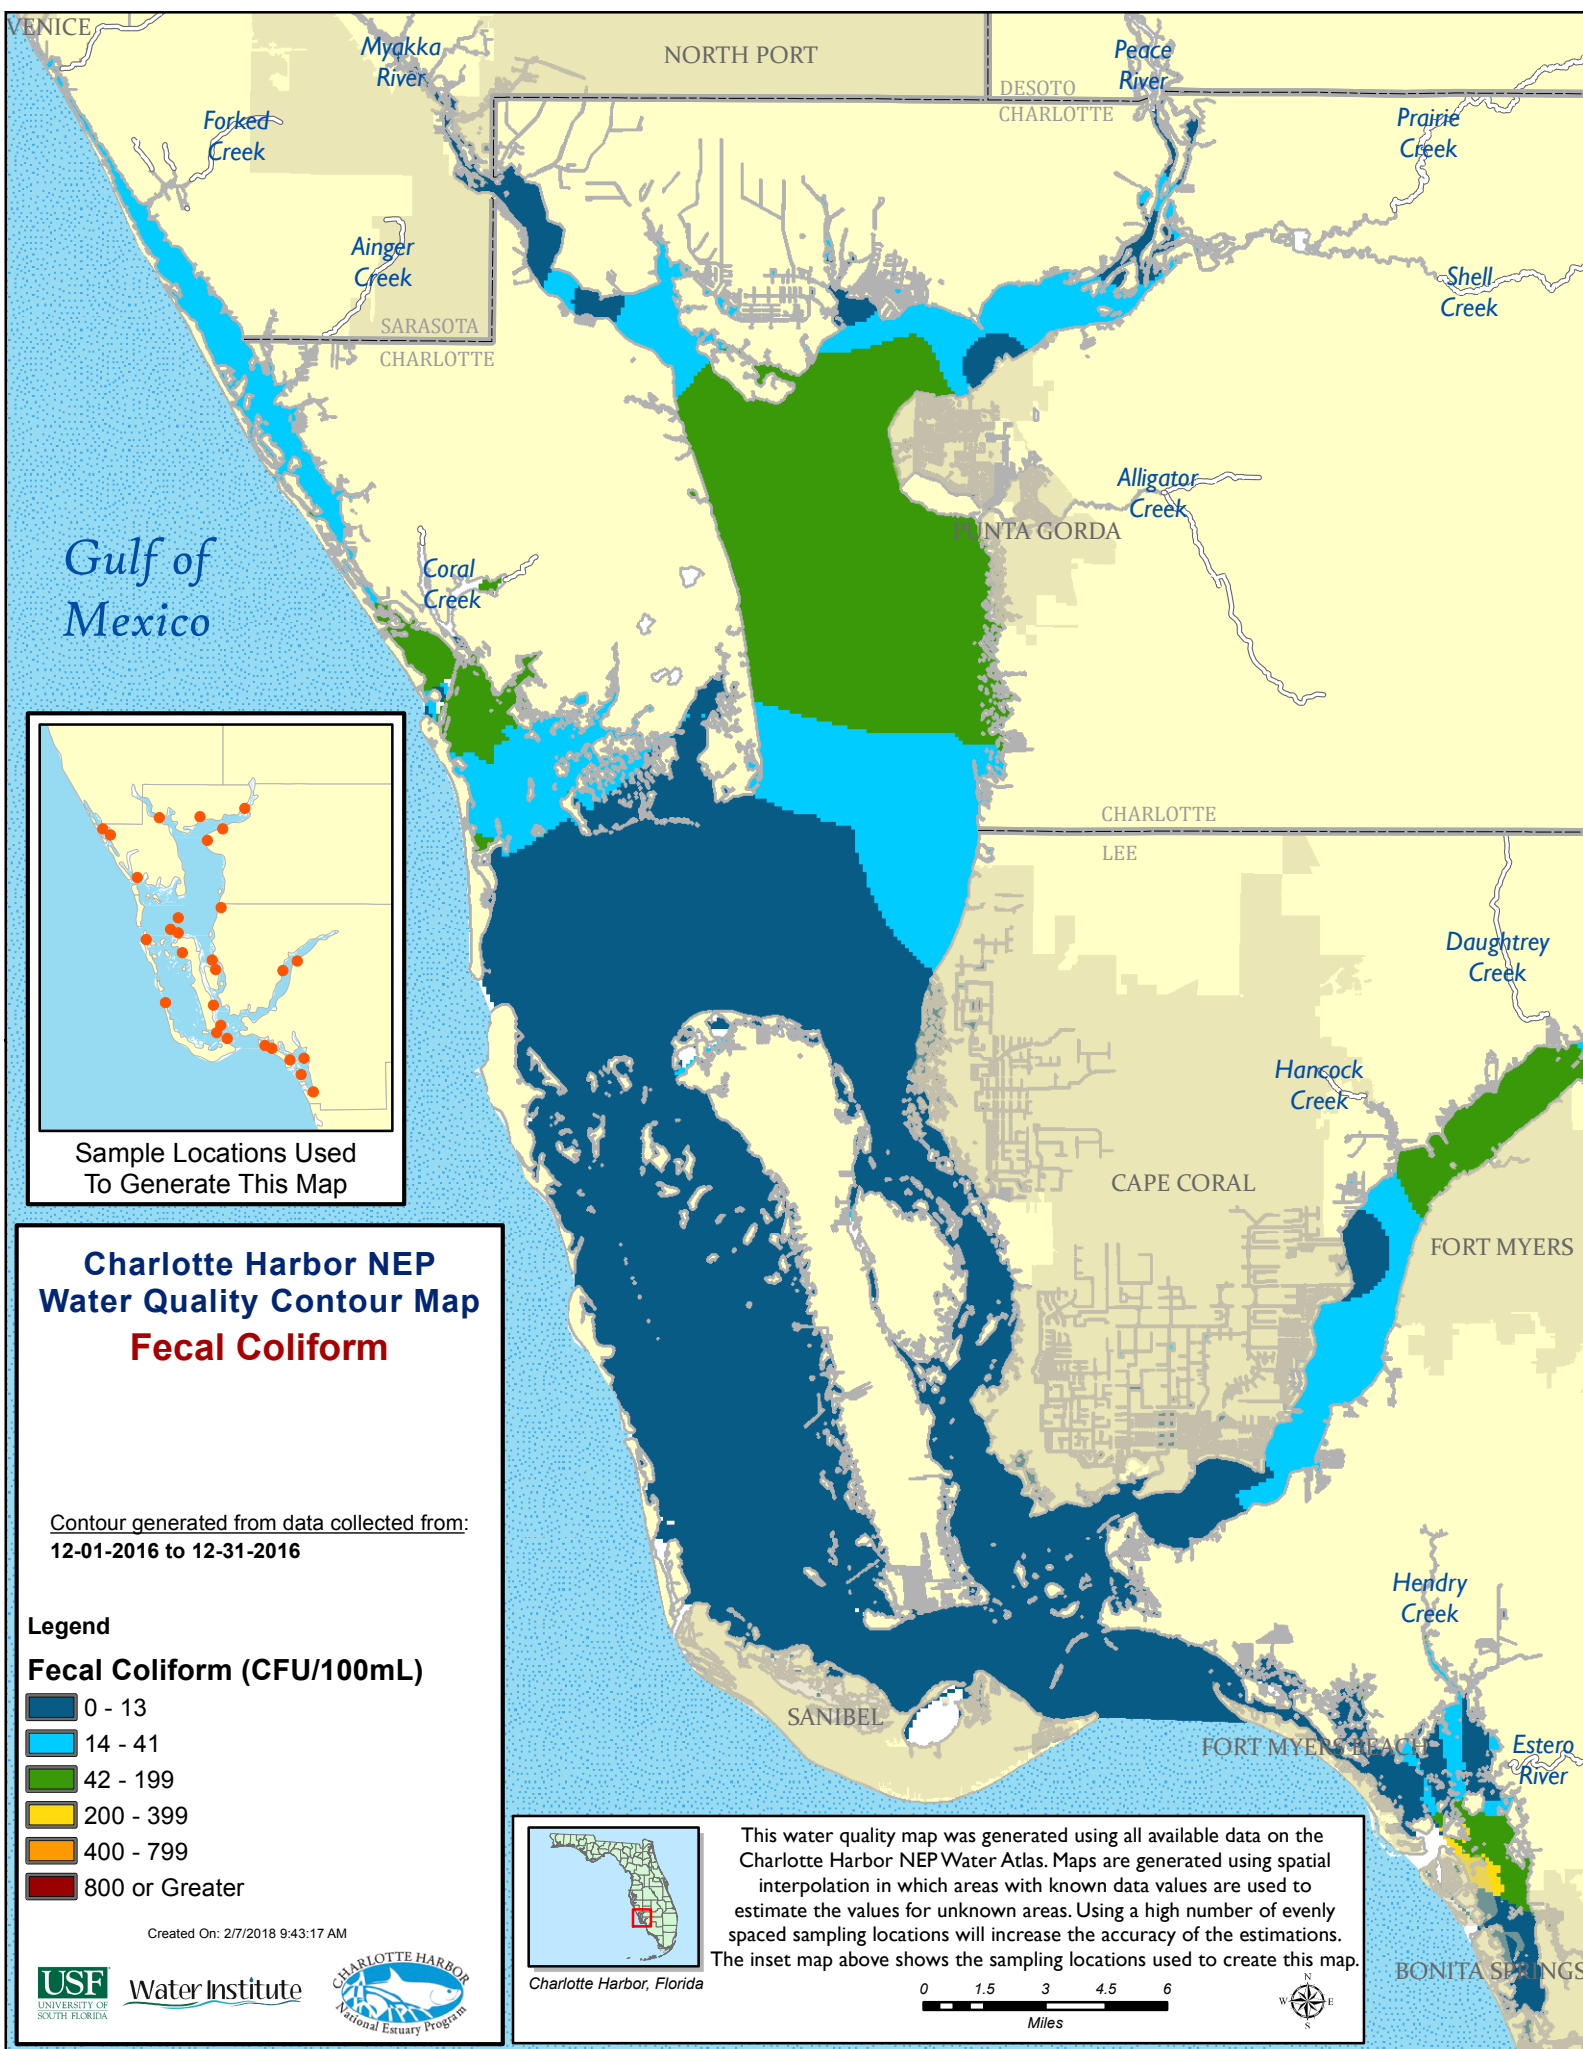 VENICE
Myakka
River
NORTH PORT
Peace
River
DESOTO
CHARLOTTE
Forked
Creek
Prairie
Creek
Ainger
Creek
Shell
Creek
SARASOTA
CHARLOTTE
Alligator
Creek
PUNTA GORDA
Gulf of
Mexico
Coral
Creek
CHARLOTTE
LEE
Daughtrey
Creek
Hancock
Creek
CAPE CORAL
FORT MYERS
Hendry
Creek
SANIBEL
FORT MYERS BEACH
Estero
River
BONITA SPRINGS
Sample Locations Used
To Generate This Map
Charlotte Harbor NEP
Water Quality Contour Map
Fecal Coliform
Contour generated from data collected from:
12-01-2016 to 12-31-2016
Legend
Fecal Coliform (CFU/100mL)
0 - 13
14 - 41
42 - 199
200 - 399
400 - 799
800 or Greater
Created On: 2/7/2018 9:43:17 AM
USF
UNIVERSITY OF
SOUTH FLORIDA
Water Institute
CHARLOTTE HARBOR
National Estuary Program
Charlotte Harbor, Florida
This water quality map was generated using all available data on the
Charlotte Harbor NEP Water Atlas. Maps are generated using spatial
interpolation in which areas with known data values are used to
estimate the values for unknown areas. Using a high number of evenly
spaced sampling locations will increase the accuracy of the estimations.
The inset map above shows the sampling locations used to create this map.
0 1.5 3 4.5 6
Miles
N
W E
S